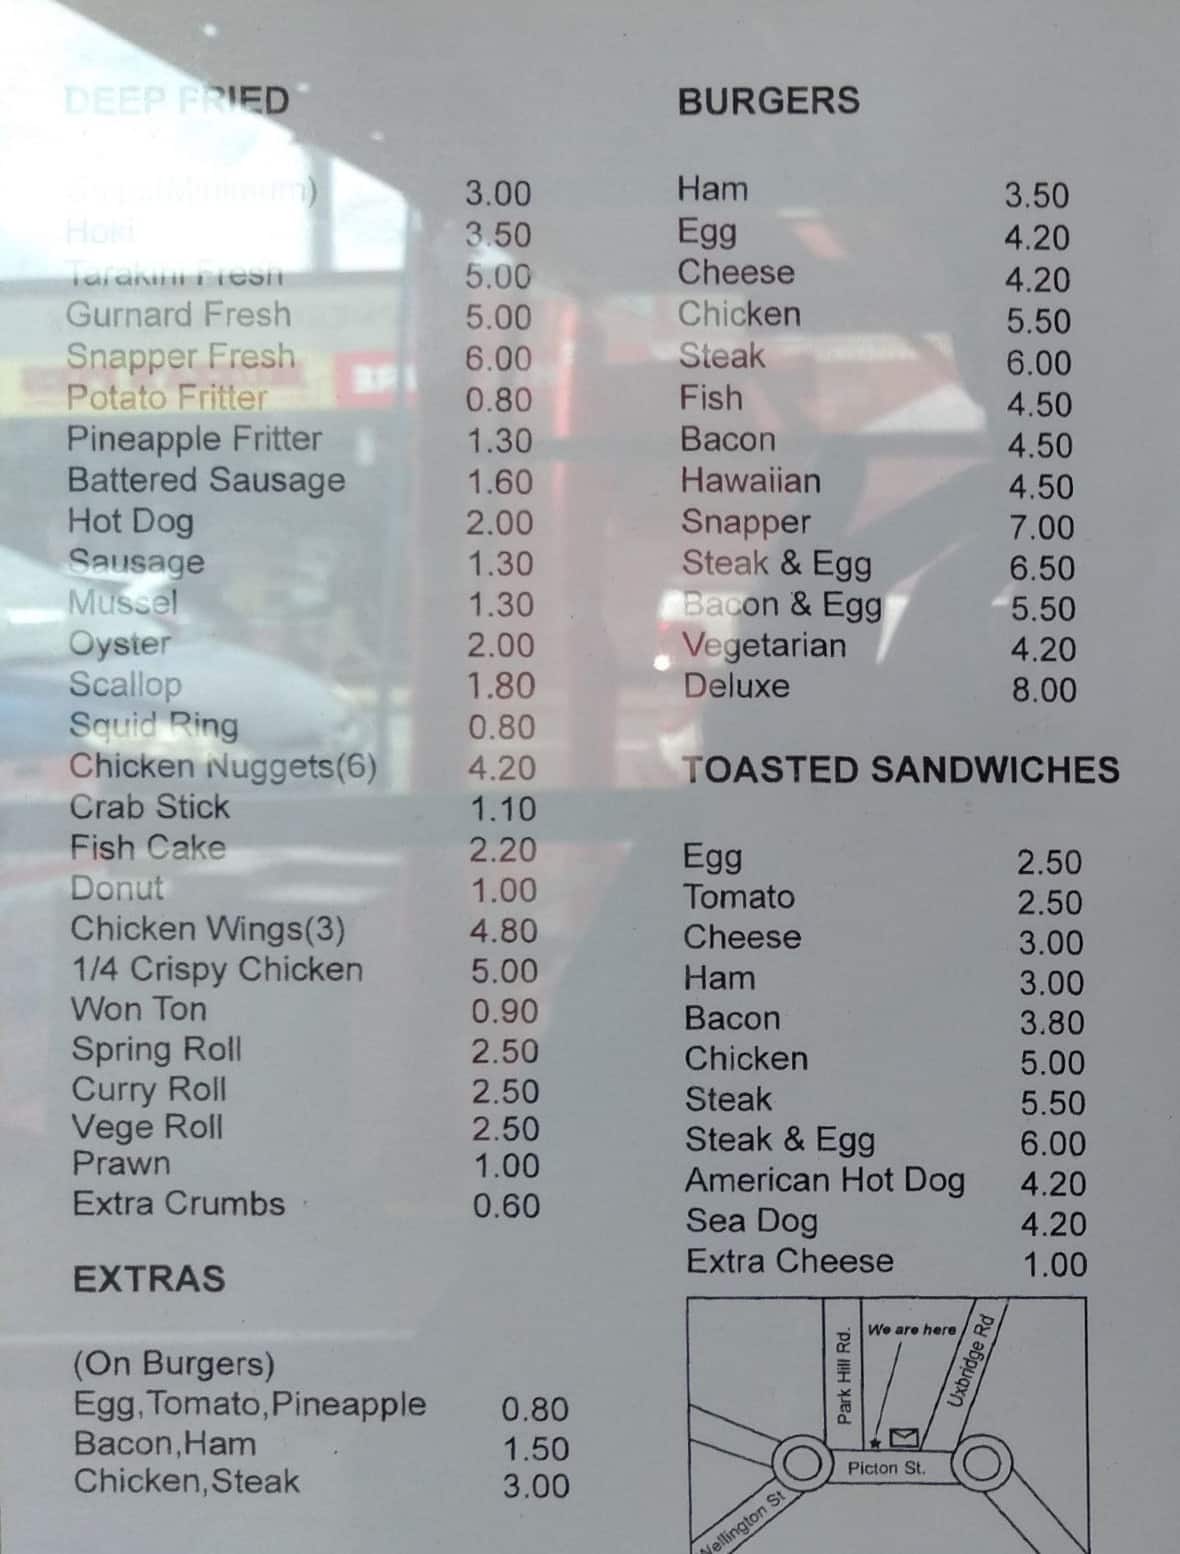 DEEP FRIED
(Minimum) 3.00
Hoki 3.50
Tarakihi Fresh 5.00
Gurnard Fresh 5.00
Snapper Fresh 6.00
Potato Fritter 0.80
Pineapple Fritter 1.30
Battered Sausage 1.60
Hot Dog 2.00
Sausage 1.30
Mussel 1.30
Oyster 2.00
Scallop 1.80
Squid Ring 0.80
Chicken Nuggets(6) 4.20
Crab Stick 1.10
Fish Cake 2.20
Donut 1.00
Chicken Wings(3) 4.80
1/4 Crispy Chicken 5.00
Won Ton 0.90
Spring Roll 2.50
Curry Roll 2.50
Vege Roll 2.50
Prawn 1.00
Extra Crumbs 0.60
EXTRAS
(On Burgers)
Egg,Tomato,Pineapple 0.80
Bacon,Ham 1.50
Chicken,Steak 3.00
BURGERS
Ham 3.50
Egg 4.20
Cheese 4.20
Chicken 5.50
Steak 6.00
Fish 4.50
Bacon 4.50
Hawaiian 4.50
Snapper 7.00
Steak & Egg 6.50
Bacon & Egg 5.50
Vegetarian 4.20
Deluxe 8.00
TOASTED SANDWICHES
Egg 2.50
Tomato 2.50
Cheese 3.00
Ham 3.00
Bacon 3.80
Chicken 5.00
Steak 5.50
Steak & Egg 6.00
American Hot Dog 4.20
Sea Dog 4.20
Extra Cheese 1.00
We are here
Park Hill Rd.
Uxbridge Rd
Picton St.
Wellington St